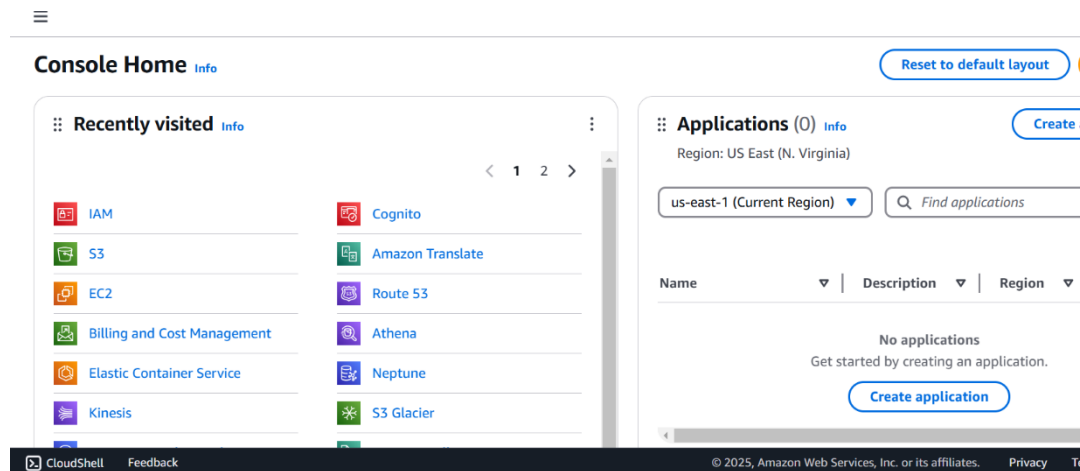 Console Home Info
Reset to default layout
Recently visited Info
1 2
IAM
S3
EC2
Billing and Cost Management
Elastic Container Service
Kinesis
Cognito
Amazon Translate
Route 53
Athena
Neptune
S3 Glacier
Applications (0) Info
Create
Region: US East (N. Virginia)
us-east-1 (Current Region)
Find applications
Name Description Region
No applications
Get started by creating an application.
Create application
CloudShell Feedback
© 2025, Amazon Web Services, Inc. or its affiliates. Privacy